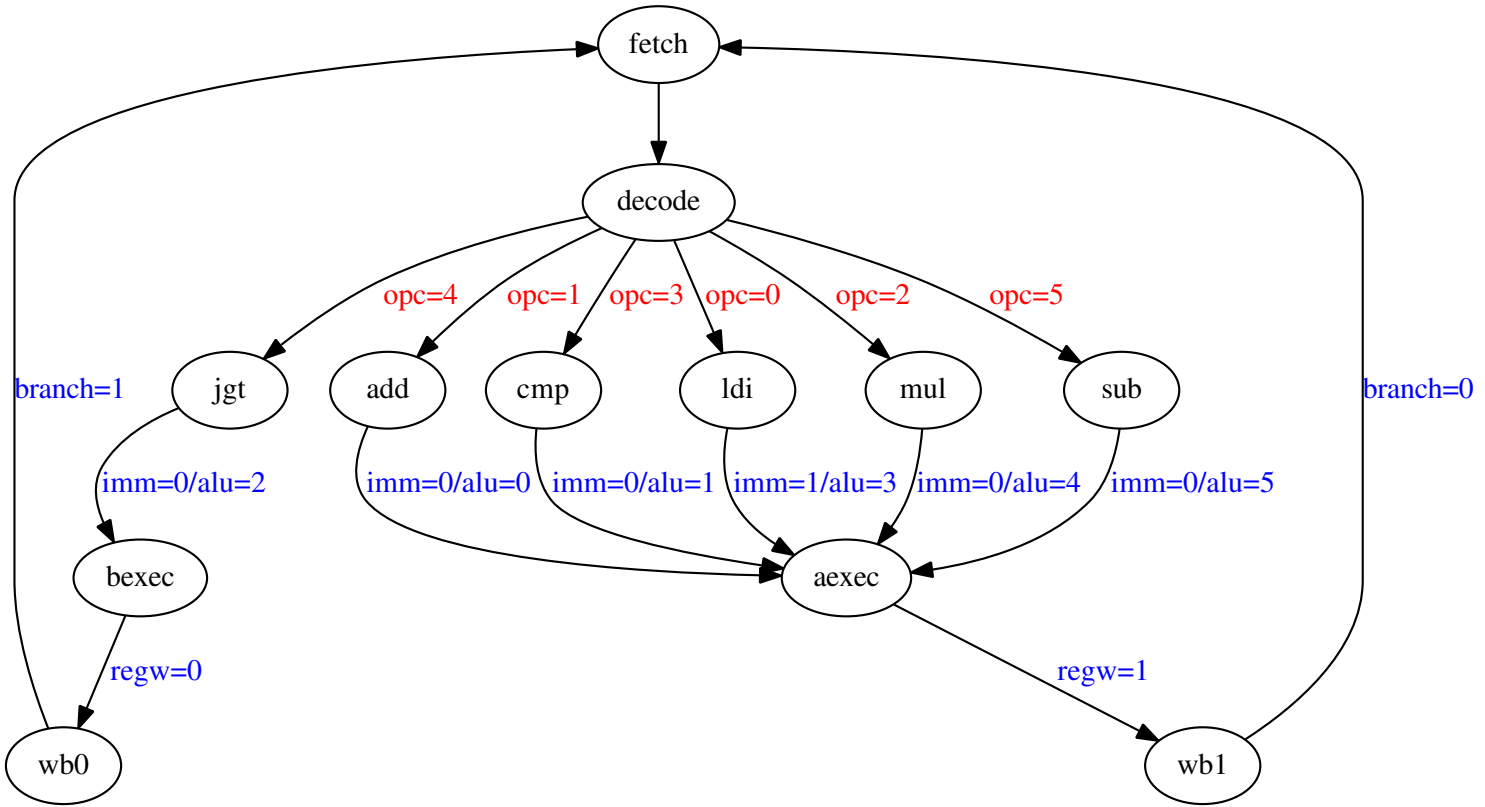 fetch
decode
opc=4
opc=1
opc=3
opc=0
opc=2
opc=5
branch=1
jgt
add
cmp
ldi
mul
sub
branch=0
imm=0/alu=2
imm=0/alu=0
imm=0/alu=1
imm=1/alu=3
imm=0/alu=4
imm=0/alu=5
bexec
aexec
regw=0
regw=1
wb0
wb1